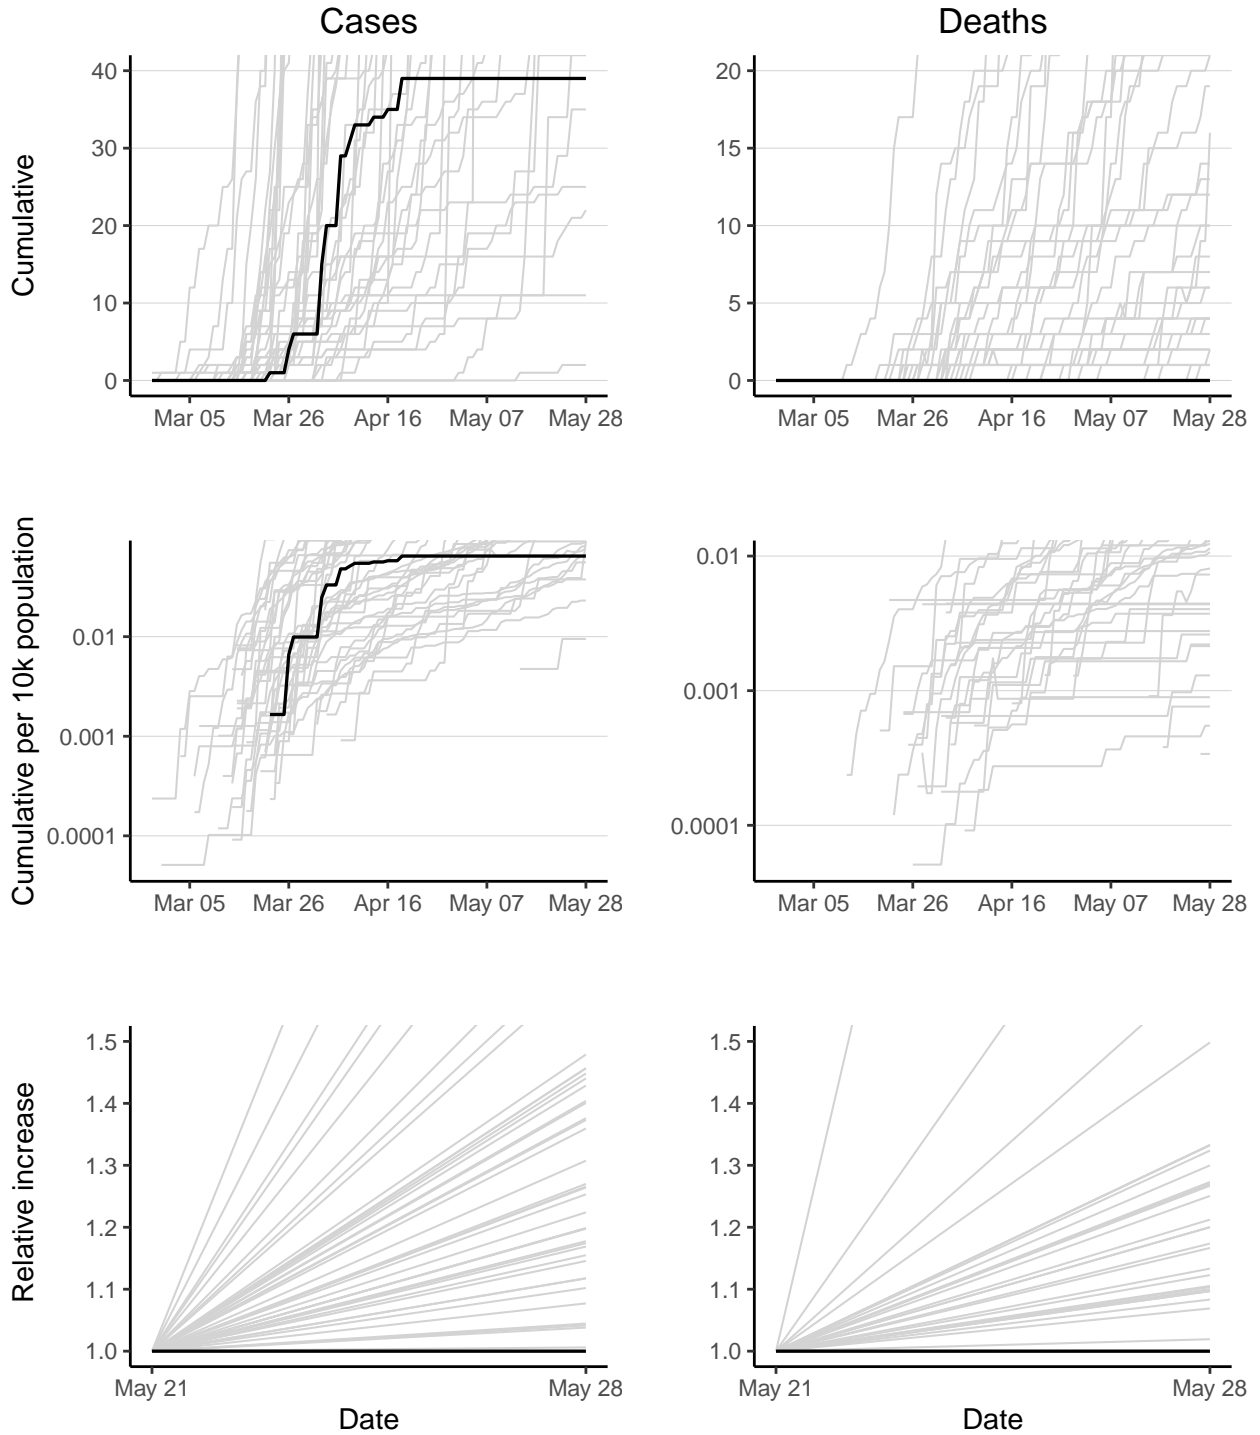 Cases
Deaths
Cumulative
40
30
20
10
0
Mar 05
Mar 26
Apr 16
May 07
May 28
20
15
10
5
0
Mar 05
Mar 26
Apr 16
May 07
May 28
Cumulative per 10k population
0.01
0.001
0.0001
Mar 05
Mar 26
Apr 16
May 07
May 28
0.01
0.001
0.0001
Mar 05
Mar 26
Apr 16
May 07
May 28
Relative increase
1.5
1.4
1.3
1.2
1.1
1.0
May 21
May 28
Date
1.5
1.4
1.3
1.2
1.1
1.0
May 21
May 28
Date